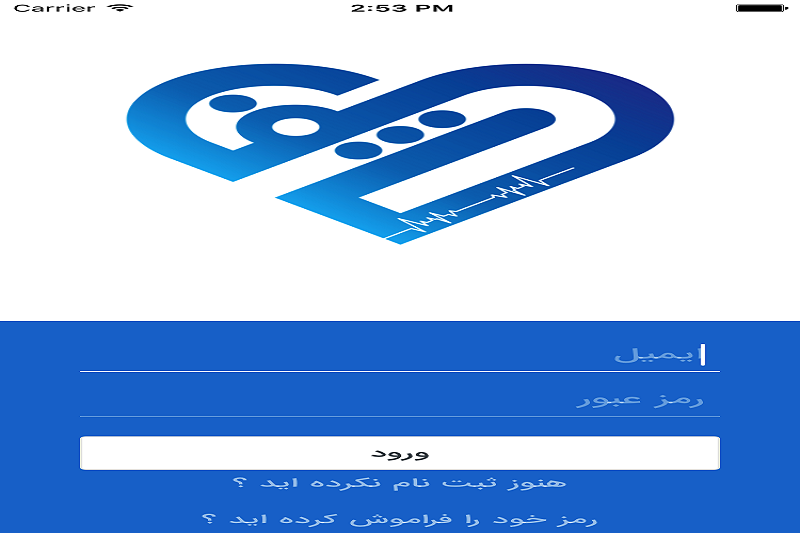 Carrier 2:53 PM
ایمیل
رمز عبور
ورود
هنوز ثبت نام نکرده اید ؟
رمز خود را فراموش کرده اید ؟